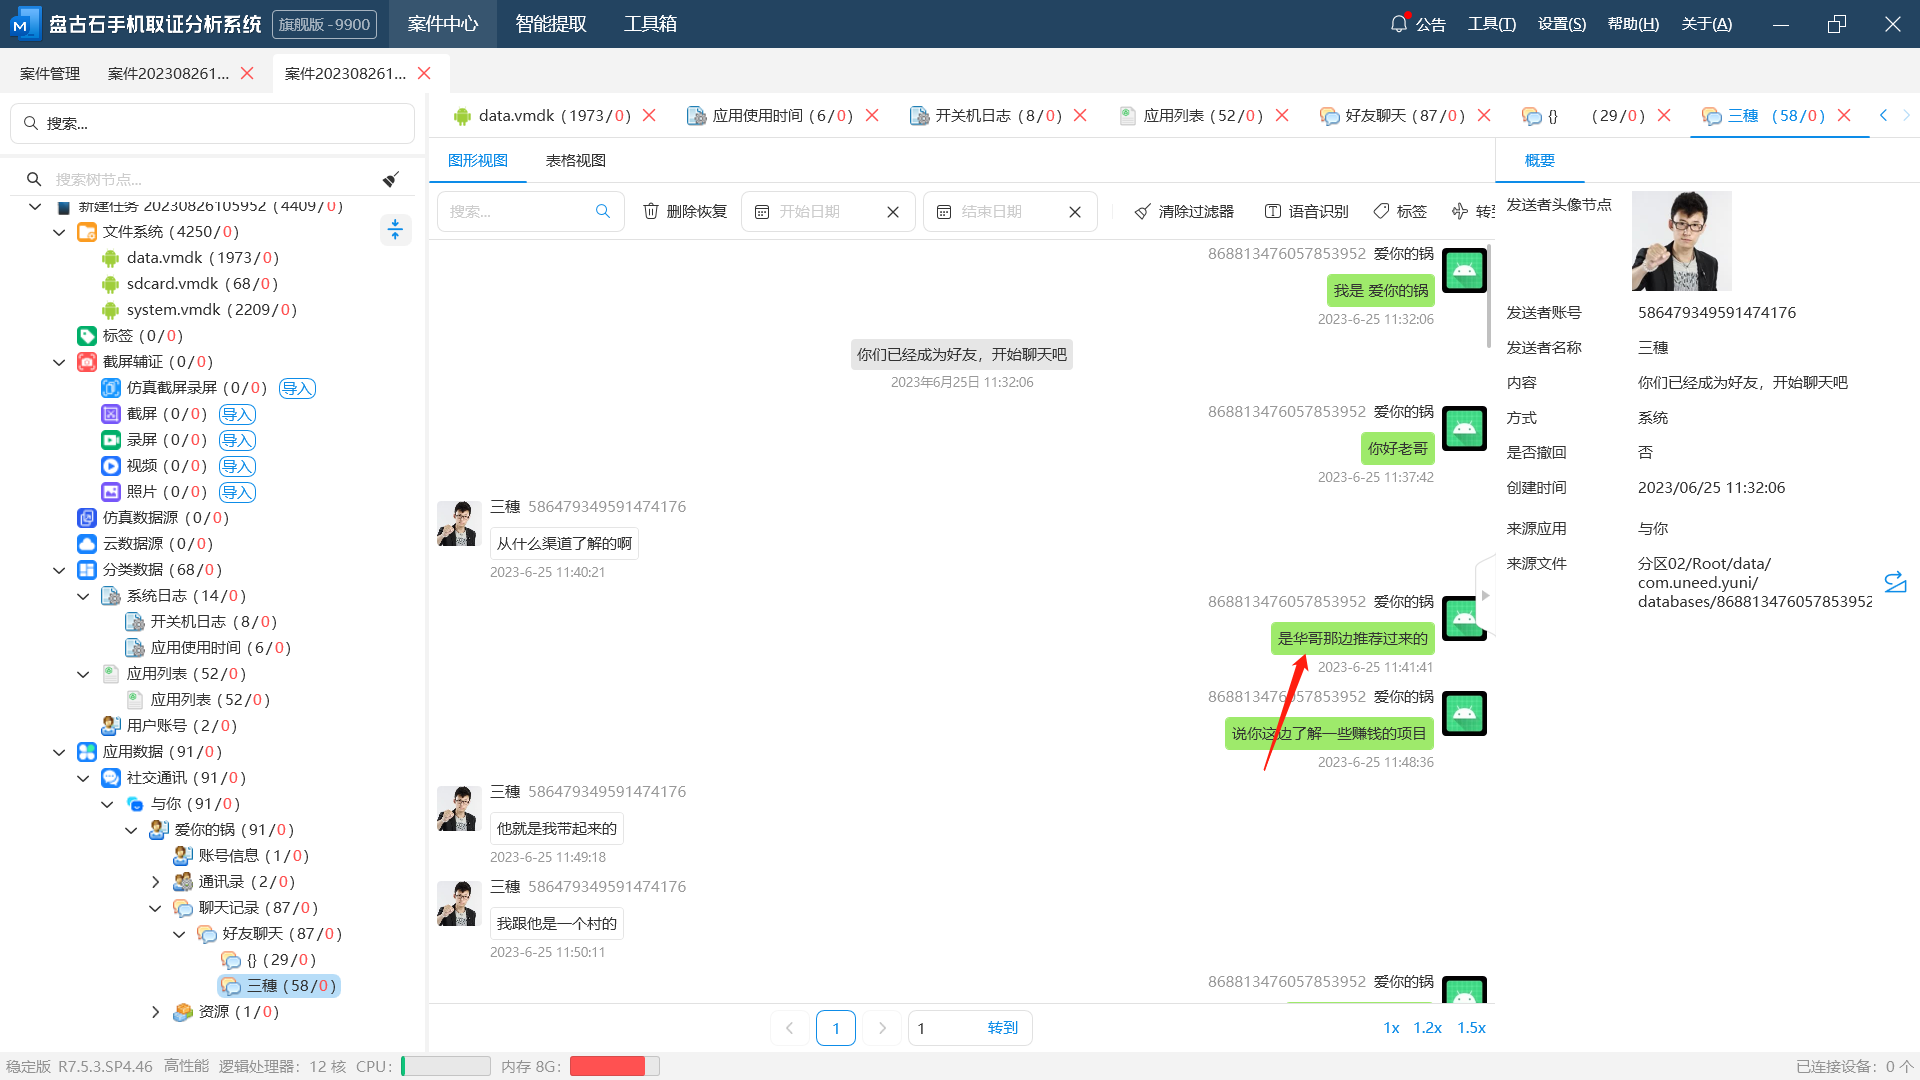 盘古石手机取证分析系统 旗舰版 -9900 案件中心 智能提取 工具箱 公告 工具(T) 设置(S) 帮助(H) 关于(A)
案件管理 案件202308261... 案件202308261...
搜索...
data.vmdk (1973/0) 应用使用时间 (6/0) 开关机日志 (8/0) 应用列表 (52/0) 好友聊天 (87/0) {} (29/0) 三穗 (58/0)
搜索树节点...
新建任务 20230826105952 (4409/0)
文件系统 (4250/0)
data.vmdk (1973/0)
sdcard.vmdk (68/0)
system.vmdk (2209/0)
标签 (0/0)
截屏辅证 (0/0)
仿真截屏录屏 (0/0) 导入
截屏 (0/0) 导入
录屏 (0/0) 导入
视频 (0/0) 导入
照片 (0/0) 导入
仿真数据源 (0/0)
云数据源 (0/0)
分类数据 (68/0)
系统日志 (14/0)
开关机日志 (8/0)
应用使用时间 (6/0)
应用列表 (52/0)
应用列表 (52/0)
用户账号 (2/0)
应用数据 (91/0)
社交通讯 (91/0)
与你 (91/0)
爱你的锅 (91/0)
账号信息 (1/0)
通讯录 (2/0)
聊天记录 (87/0)
好友聊天 (87/0)
{} (29/0)
三穗 (58/0)
资源 (1/0)
图形视图 表格视图
搜索... 删除恢复 开始日期 结束日期 清除过滤器 语音识别 标签 转至
868813476057853952 爱你的锅
我是 爱你的锅
2023-6-25 11:32:06
你们已经成为好友，开始聊天吧
2023年6月25日 11:32:06
868813476057853952 爱你的锅
你好老哥
2023-6-25 11:37:42
三穗 586479349591474176
从什么渠道了解的啊
2023-6-25 11:40:21
868813476057853952 爱你的锅
是华哥那边推荐过来的
2023-6-25 11:41:41
868813476057853952 爱你的锅
说你这边了解一些赚钱的项目
2023-6-25 11:48:36
三穗 586479349591474176
他就是我带起来的
2023-6-25 11:49:18
三穗 586479349591474176
我跟他是一个村的
2023-6-25 11:50:11
868813476057853952 爱你的锅
1 1 转到 1x 1.2x 1.5x
概要
发送者头像节点
发送者账号 586479349591474176
发送者名称 三穗
内容 你们已经成为好友，开始聊天吧
方式 系统
是否撤回 否
创建时间 2023/06/25 11:32:06
来源应用 与你
来源文件 分区02/Root/data/
com.uneed.yuni/
databases/868813476057853952
稳定版 R7.5.3.SP4.46 高性能 逻辑处理器: 12 核 CPU: 内存 8G: 已连接设备: 0 个